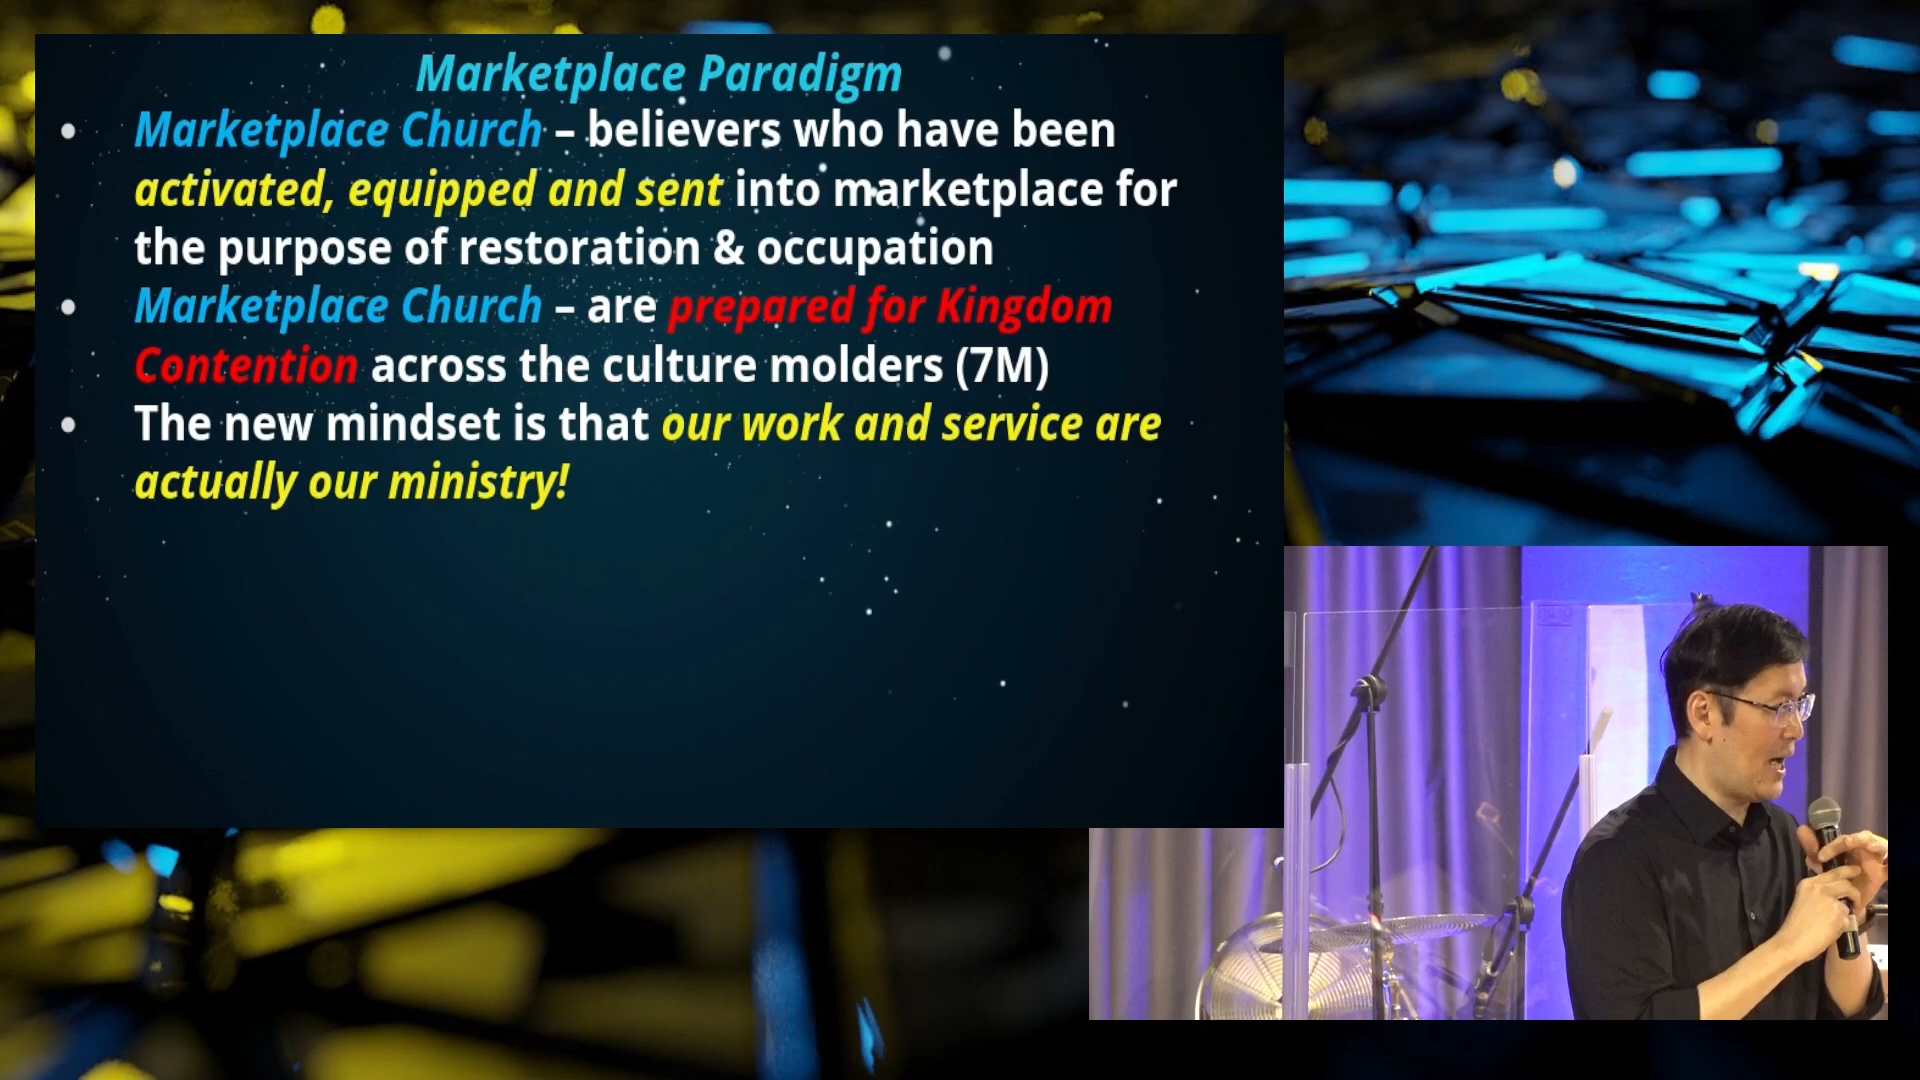 Marketplace Paradigm
• Marketplace Church – believers who have been
activated, equipped and sent into marketplace for
the purpose of restoration & occupation
• Marketplace Church – are prepared for Kingdom
Contention across the culture molders (7M)
• The new mindset is that our work and service are
actually our ministry!